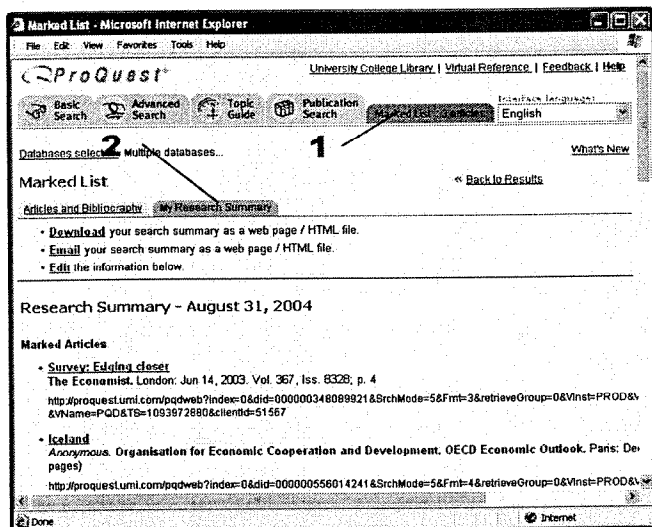 Marked List - Microsoft Internet Explorer
File Edit View Favorites Tools Help
ProQuest
University College Library | Virtual Reference | Feedback | Help
Basic Search
Advanced Search
Topic Guide
Publication Search
Marked List: articles
Interface language:
English
2
1
Databases Multiple databases...
What's New
Marked List
« Back to Results
Articles and Bibliography
My Research Summary
• Download your search summary as a web page / HTML file.
• Email your search summary as a web page / HTML file.
• Edit the information below.
Research Summary - August 31, 2004
Marked Articles
• Survey: Edging closer
The Economist. London: Jun 14, 2003. Vol. 367, Iss. 8328; p. 4
http://proquest.umi.com/pqdweb?index=0&did=000000348089921&SrchMode=5&Fmt=3&retrieveGroup=0&VInst=PROD&V
&VName=PQD&TS=1093972880&clientId=51567
• Iceland
Anonymous. Organisation for Economic Cooperation and Development, OECD Economic Outlook. Paris: De
pages)
http://proquest.umi.com/pqdweb?index=0&did=000000556014241&SrchMode=5&Fmt=4&retrieveGroup=0&VInst=PROD&V
Done
Internet